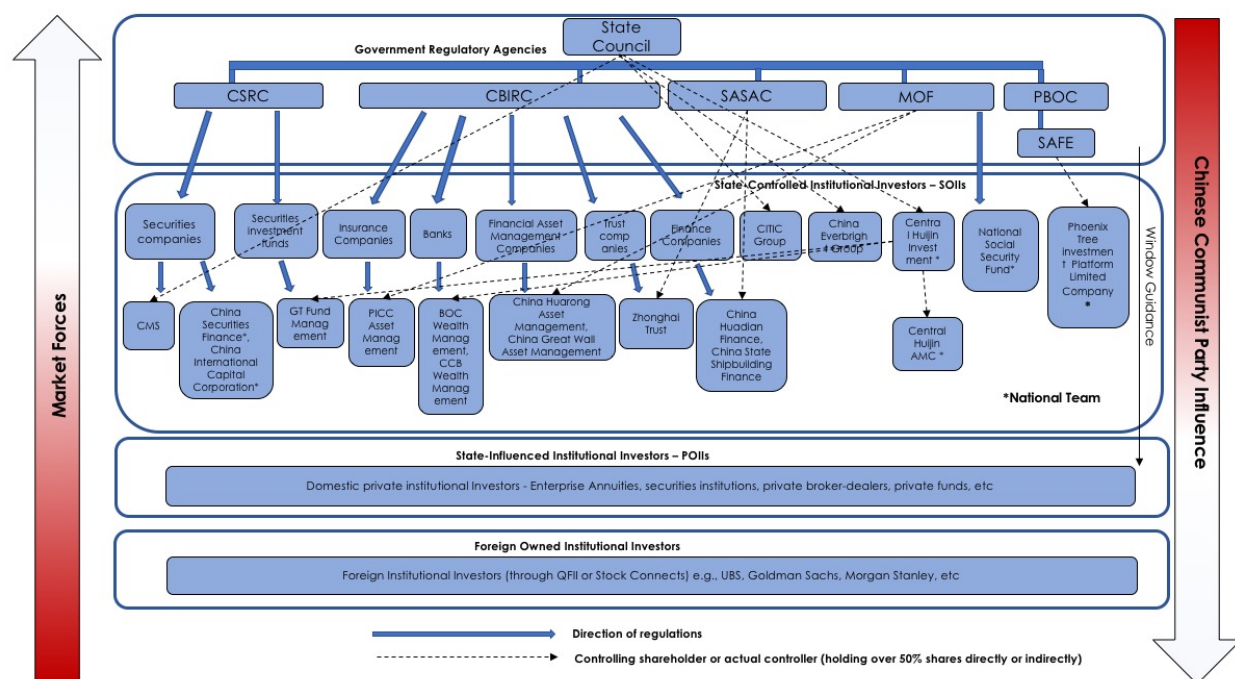 State
Council
Government Regulatory Agencies
CSRC
CBIRC
SASAC
MOF
PBOC
SAFE
State-Controlled Institutional Investors – SOIIs
Securities
companies
Securities
investment
funds
Insurance
Companies
Banks
Financial Asset
Management
Companies
Trust
comp
anies
Finance
Companies
CITIC
Group
China
Everbrigh
t Group
Centra
l Huijin
Invest
ment *
National
Social
Security
Fund*
Phoenix
Tree
Investmen
t Platform
Limited
Company
*
CMS
China
Securities
Finance*,
China
International
Capital
Corporation*
GT Fund
Manag
ement
PICC
Asset
Manag
ement
BOC
Wealth
Manag
ement,
CCB
Wealth
Manag
ement
China Huarong
Asset
Management,
China Great Wall
Asset Management
Zhonghai
Trust
China
Huadian
Finance,
China State
Shipbuilding
Finance
Central
Huijin
AMC *
*National Team
Window Guidance
Market Forces
Chinese Communist Party Influence
State-Influenced Institutional Investors – POIIs
Domestic private institutional Investors - Enterprise Annuities, securities institutions, private broker-dealers, private funds, etc
Foreign Owned Institutional Investors
Foreign Institutional Investors (through QFII or Stock Connects) e.g., UBS, Goldman Sachs, Morgan Stanley, etc
Direction of regulations
Controlling shareholder or actual controller (holding over 50% shares directly or indirectly)